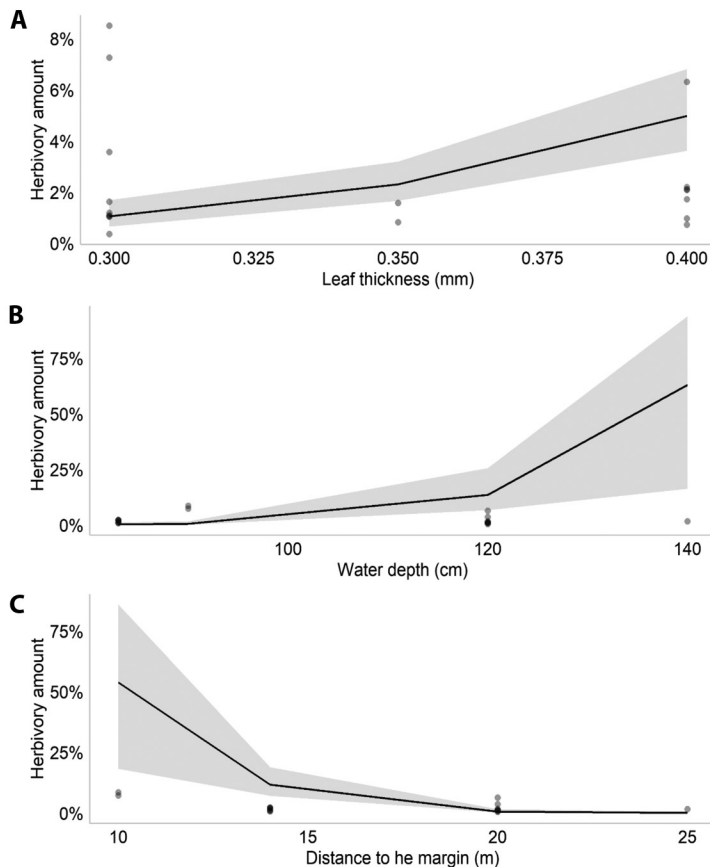 A
Herbivory amount
8%
6%
4%
2%
0%
0.300 0.325 0.350 0.375 0.400
Leaf thickness (mm)
B
Herbivory amount
75%
50%
25%
0%
100 120 140
Water depth (cm)
C
Herbivory amount
75%
50%
25%
0%
10 15 20 25
Distance to he margin (m)